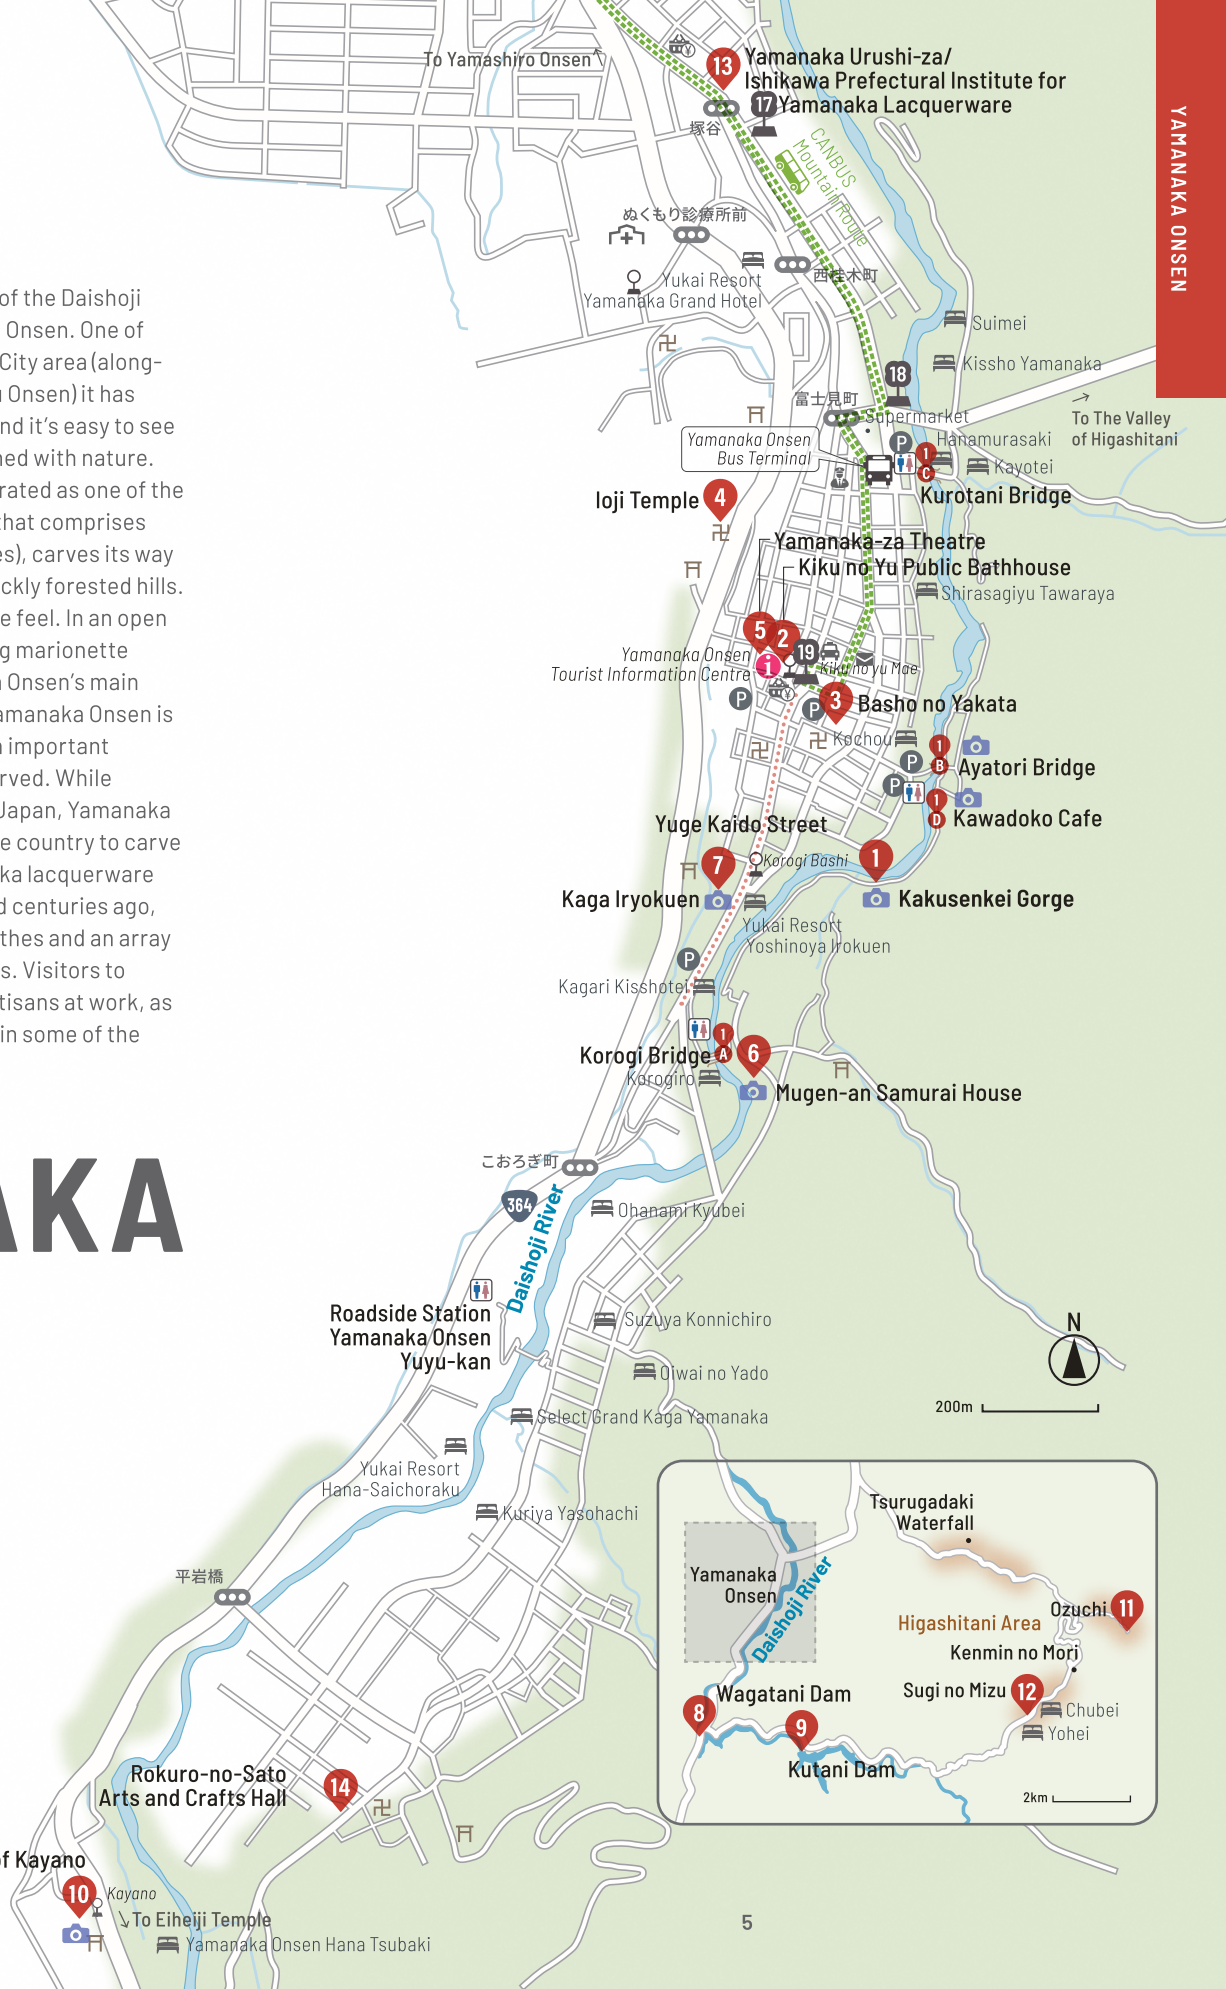 To Yamashiro Onsen
13
Yamanaka Urushi-za/
Ishikawa Prefectural Institute for
Yamanaka Lacquerware
17
塚谷
CANBUS
Mountain Route
YAMANAKA ONSEN
ぬくもり診療所前
西桂木町
Yukai Resort
Yamanaka Grand Hotel
of the Daishoji
Onsen. One of
City area (along-
Onsen) it has
nd it's easy to see
ned with nature.
rated as one of the
that comprises
es), carves its way
ckly forested hills.
e feel. In an open
g marionette
Onsen's main
amanaka Onsen is
important
rved. While
Japan, Yamanaka
e country to carve
ka lacquerware
d centuries ago,
thes and an array
s. Visitors to
tisans at work, as
in some of the
AKA
Suimei
Kissho Yamanaka
18
富士見町
Supermarket
To The Valley
of Higashitani
Yamanaka Onsen
Bus Terminal
P
Hanamurasaki
1
C
Kayotei
Kurotani Bridge
Ioji Temple
4
Yamanaka-za Theatre
Kiku no Yu Public Bathhouse
Shirasagiyu Tawaraya
5
2
19
i
Yamanaka Onsen
Tourist Information Centre
Kiku no yu Mae
P
P
3
Basho no Yakata
Kochou
1
B
P
Ayatori Bridge
P
1
D
Kawadoko Cafe
Yuge Kaido Street
7
Korogi Bashi
1
Kaga Iryokuen
Kakusenkei Gorge
Yukai Resort
Yoshinoya Irokuen
P
Kagari Kisshotei
1
A
6
Korogi Bridge
Korogiro
Mugen-an Samurai House
こおろぎ町
364
Daishoji River
Ohanami Kyubei
Roadside Station
Yamanaka Onsen
Yuyu-kan
Suzuya Konnichiro
N
200m
Oiwai no Yado
Select Grand Kaga Yamanaka
Yukai Resort
Hana-Saichoraku
Kuriya Yasohachi
平岩橋
Tsurugadaki
Waterfall
Yamanaka
Onsen
Daishoji River
Ozuchi
11
Higashitani Area
Kenmin no Mori
Sugi no Mizu
12
Chubei
Yohei
8
Wagatani Dam
9
Kutani Dam
2km
Rokuro-no-Sato
Arts and Crafts Hall
14
of Kayano
10
Kayano
To Eiheiji Temple
Yamanaka Onsen Hana Tsubaki
5